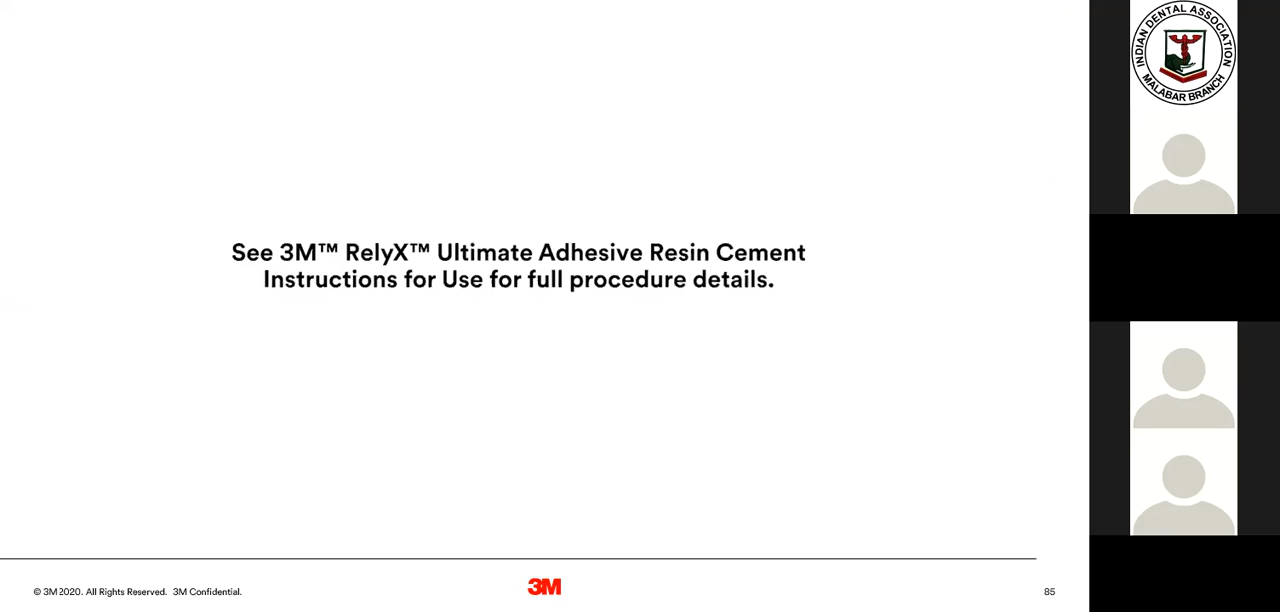 See 3M™ RelyX™ Ultimate Adhesive Resin Cement
Instructions for Use for full procedure details.
© 3M 2020. All Rights Reserved. 3M Confidential.
3M
85
INDIAN DENTAL ASSOCIATION
MALABAR BRANCH